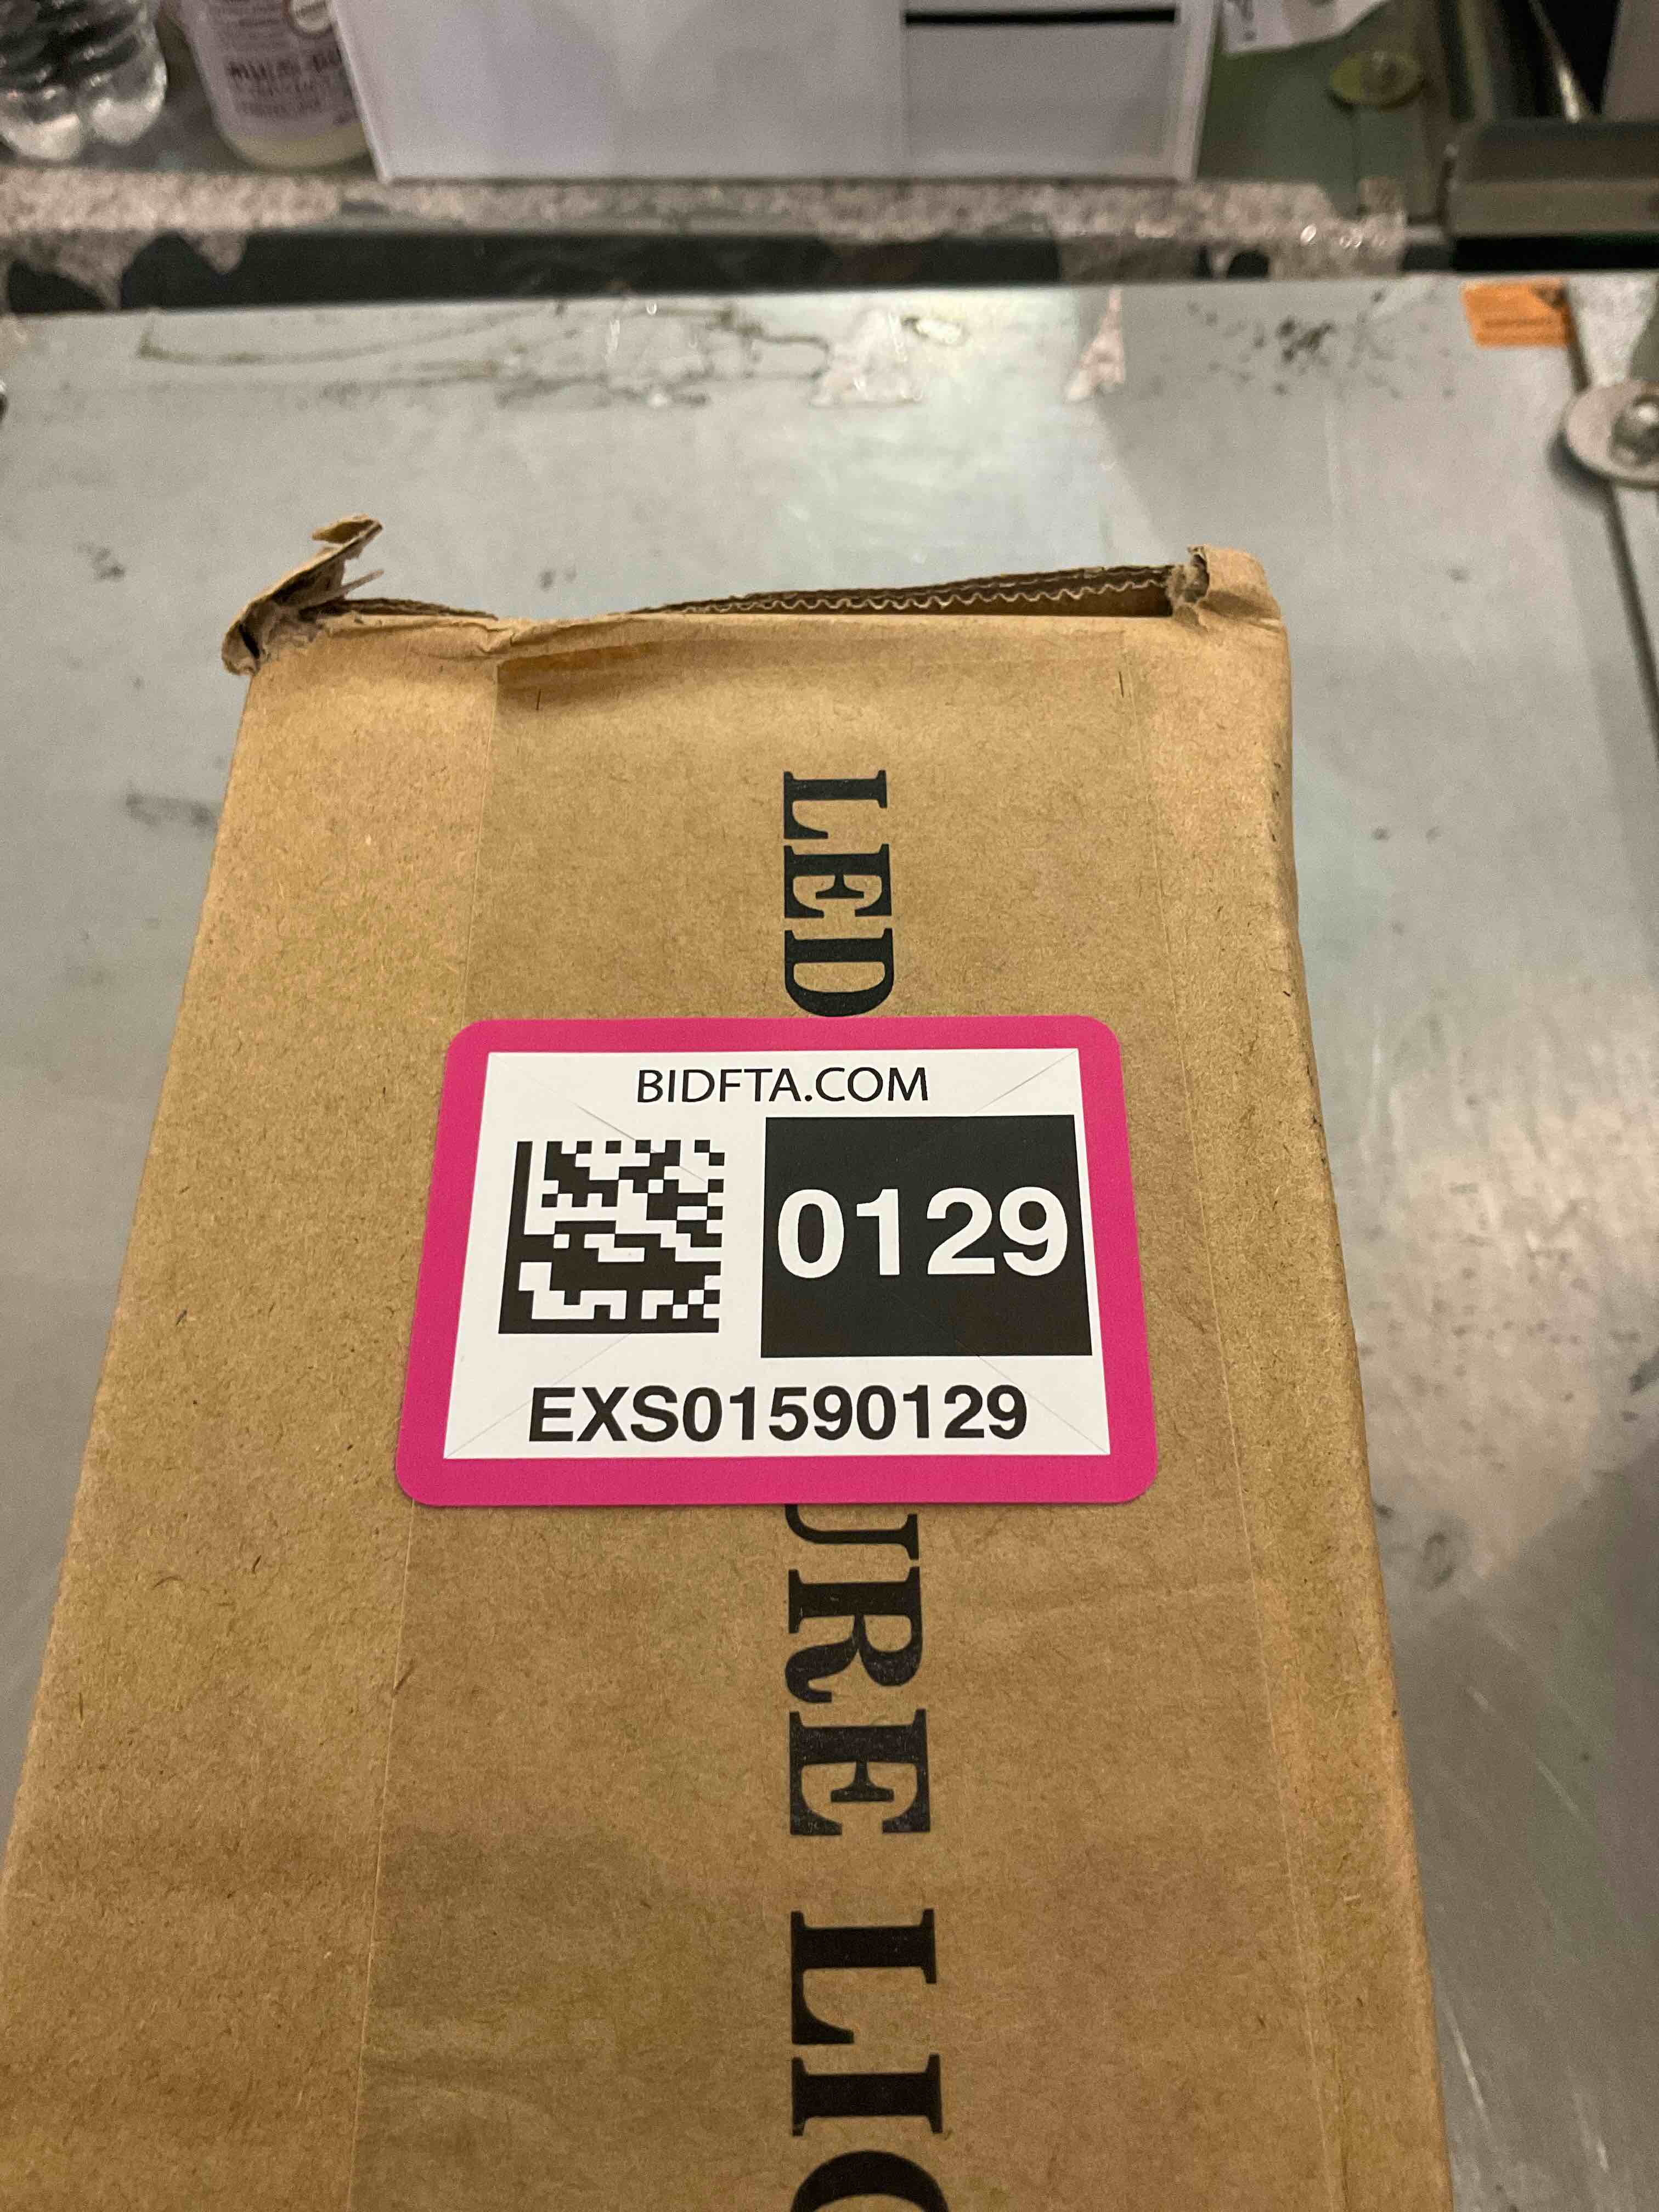 LED
BIDFTA.COM
0129
EXS01590129
URE LIG